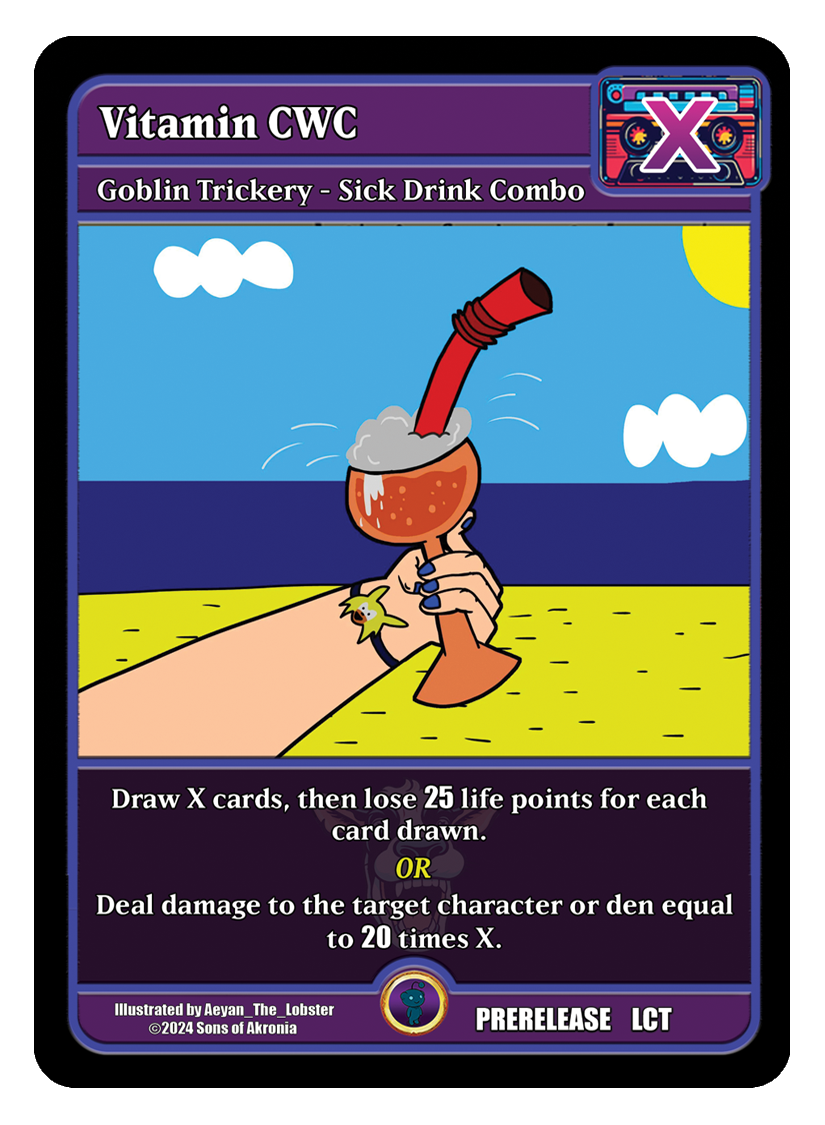 Vitamin CWC
X
Goblin Trickery - Sick Drink Combo
Draw X cards, then lose 25 life points for each
card drawn.
OR
Deal damage to the target character or den equal
to 20 times X.
Illustrated by Aeyan_The_Lobster
©2024 Sons of Akronia
PRERELEASE LCT